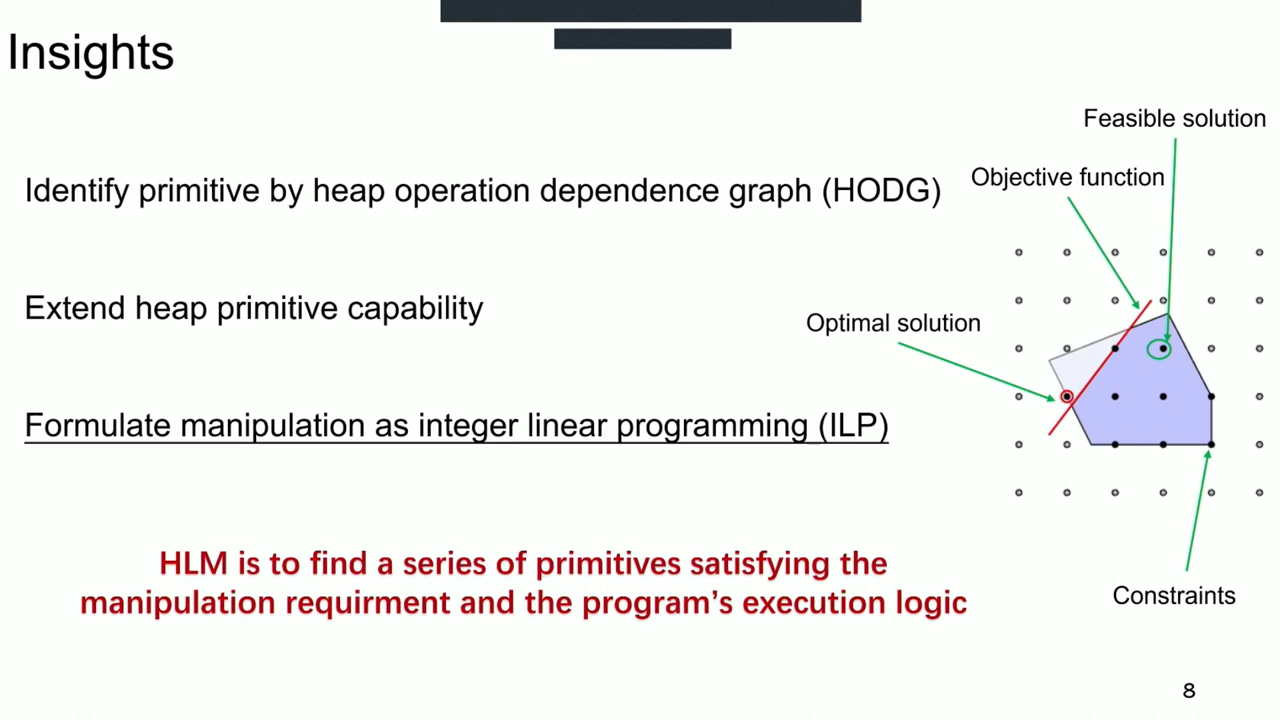 Insights
Feasible solution
Objective function
Identify primitive by heap operation dependence graph (HODG)
Extend heap primitive capability
Optimal solution
Formulate manipulation as integer linear programming (ILP)
HLM is to find a series of primitives satisfying the
manipulation requirment and the program's execution logic
Constraints
8